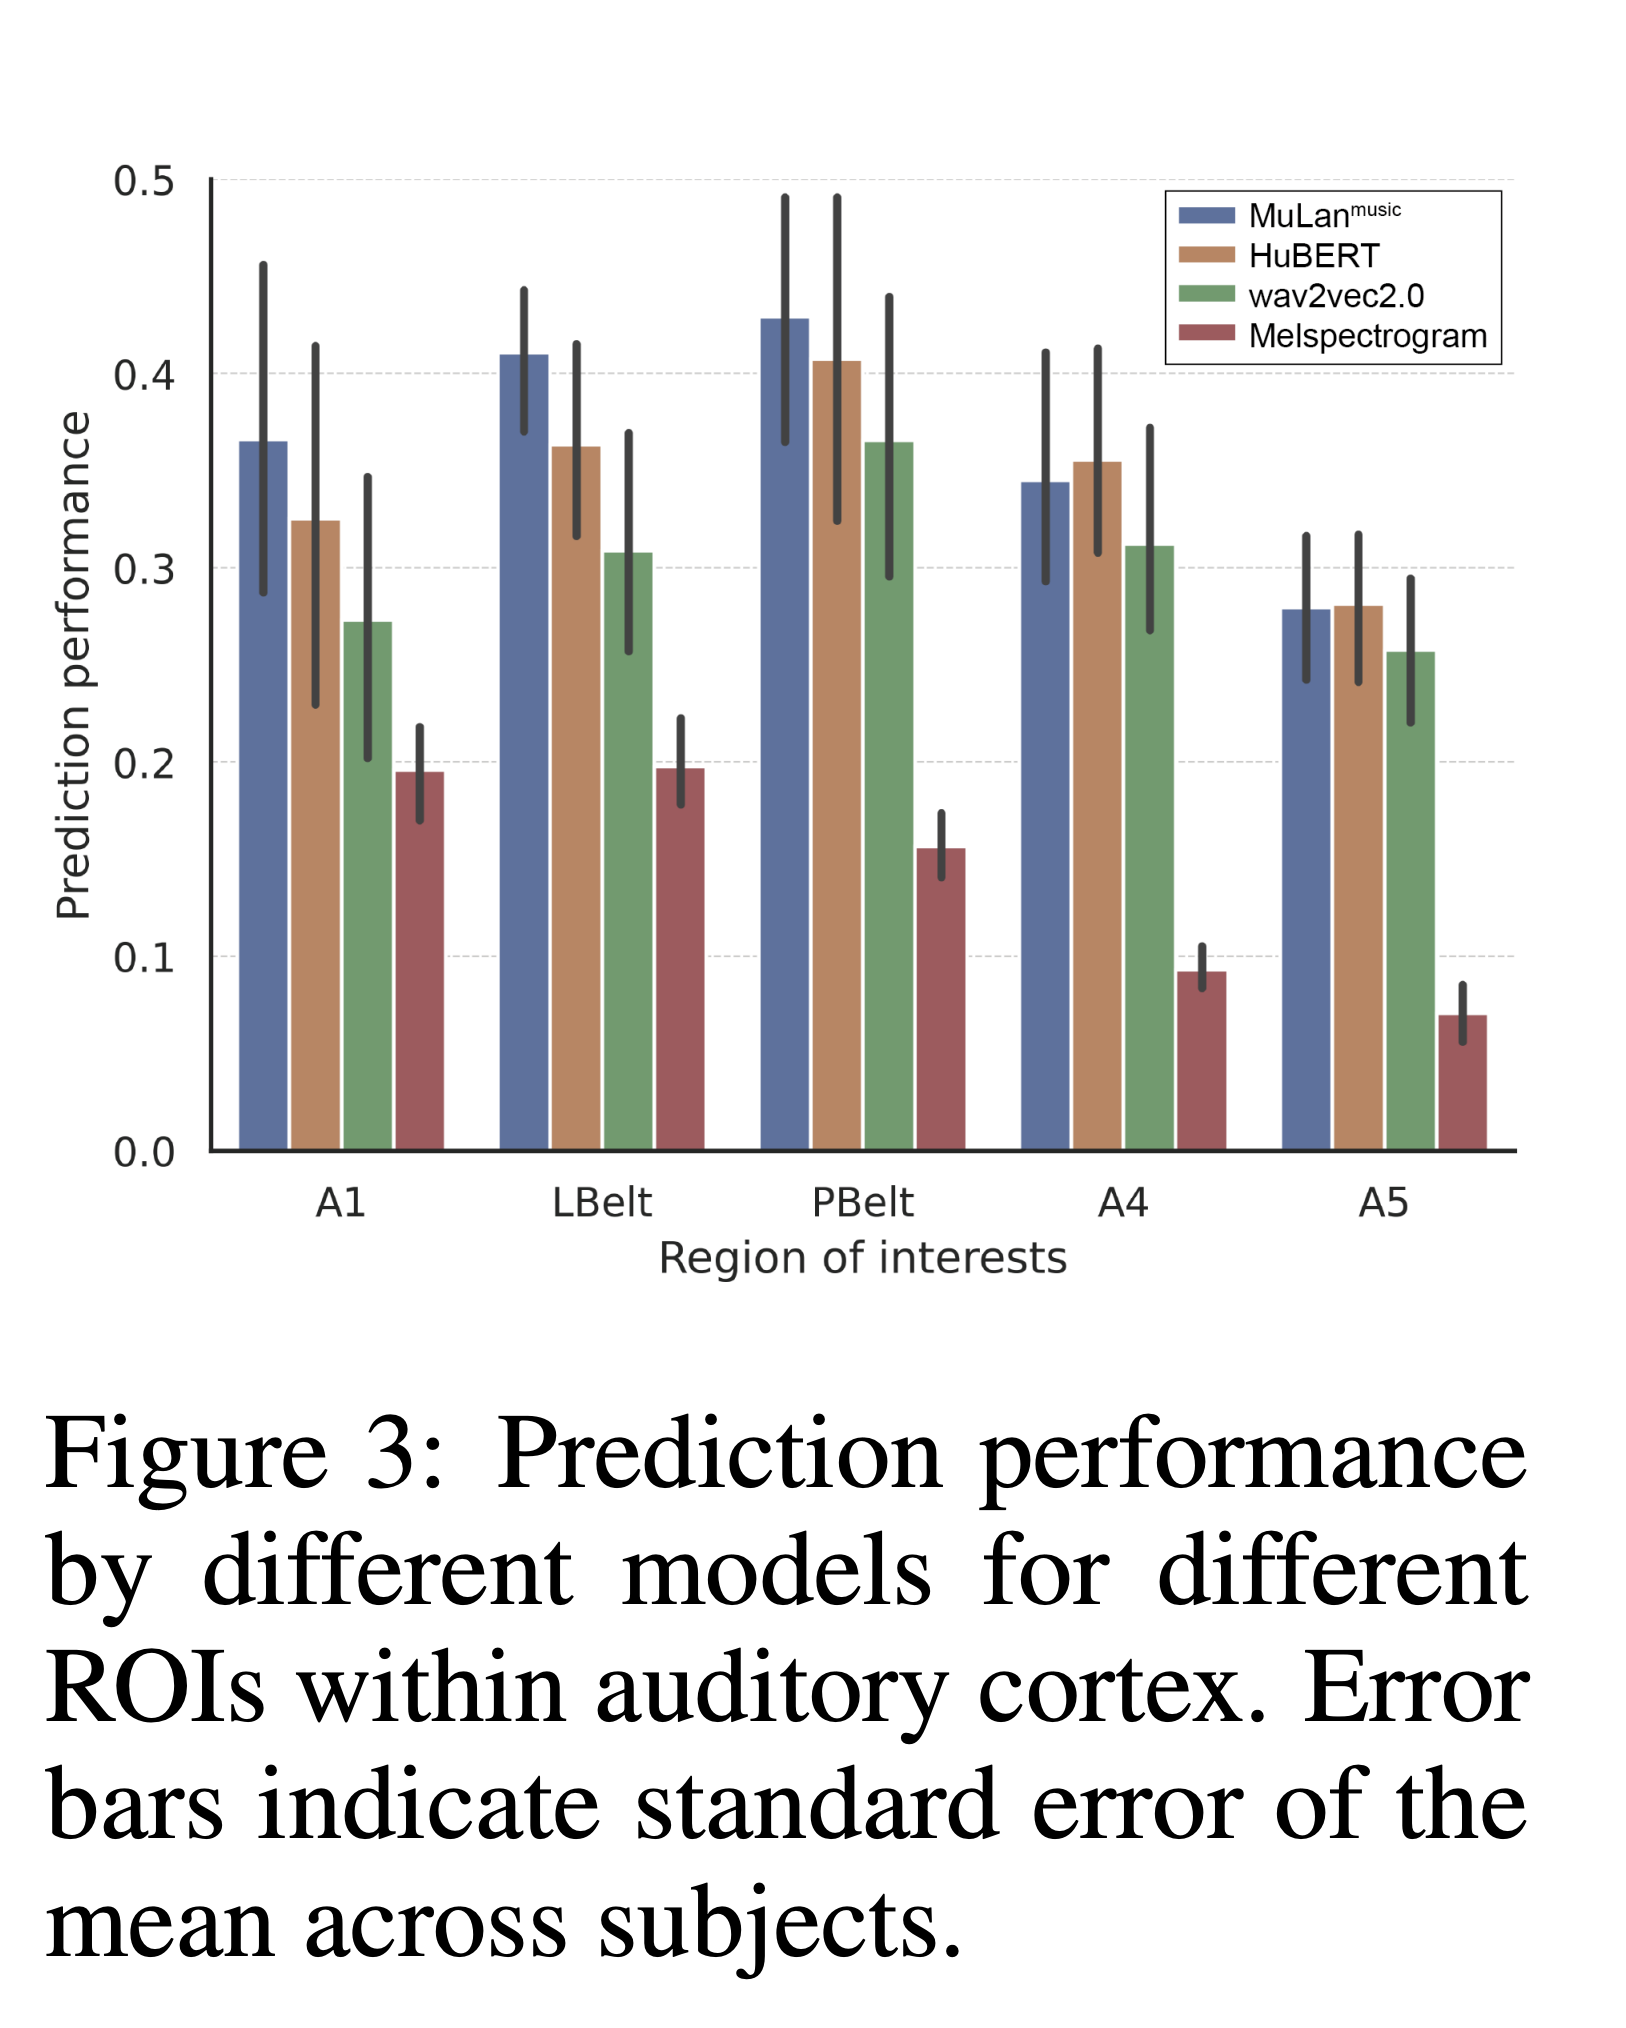 0.5
0.4
0.3
0.2
0.1
0.0
Prediction performance
MuLanmusic
HuBERT
wav2vec2.0
Melspectrogram
A1 LBelt PBelt A4 A5
Region of interests
Figure 3: Prediction performance
by different models for different
ROIs within auditory cortex. Error
bars indicate standard error of the
mean across subjects.